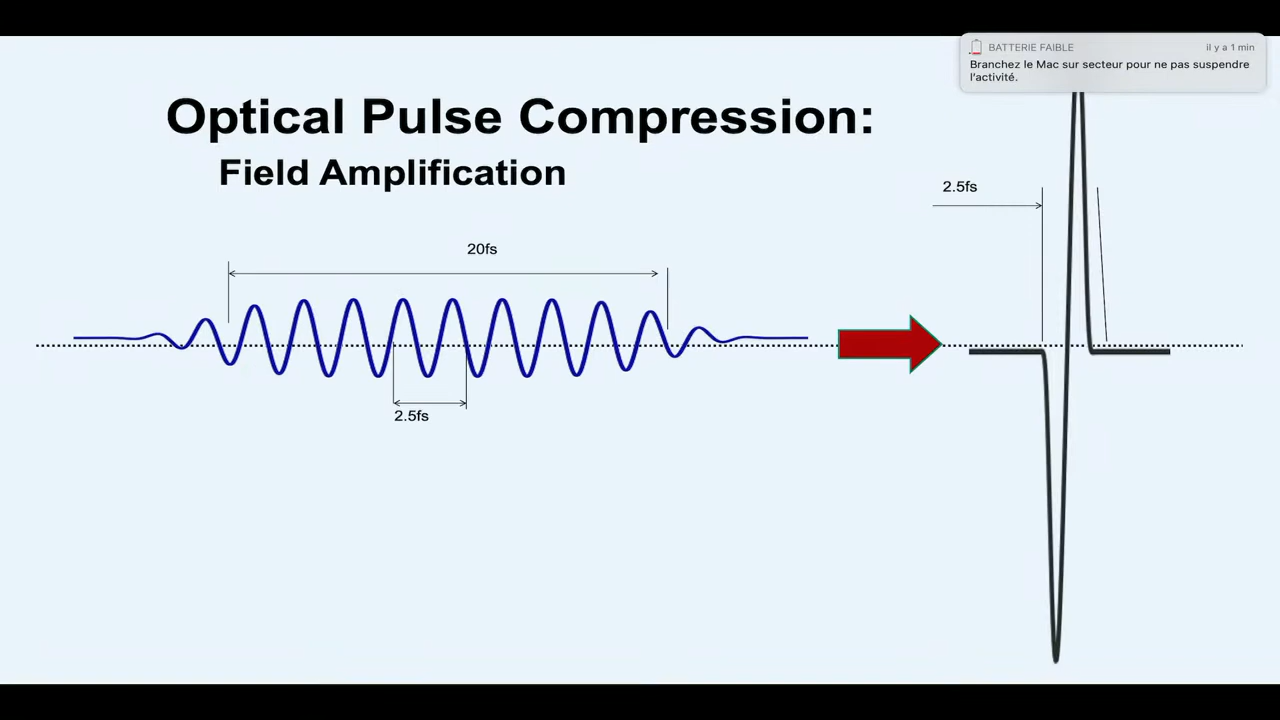 BATTERIE FAIBLE
il y a 1 min
Branchez le Mac sur secteur pour ne pas suspendre
l'activité.
Optical Pulse Compression:
Field Amplification
2.5fs
20fs
2.5fs